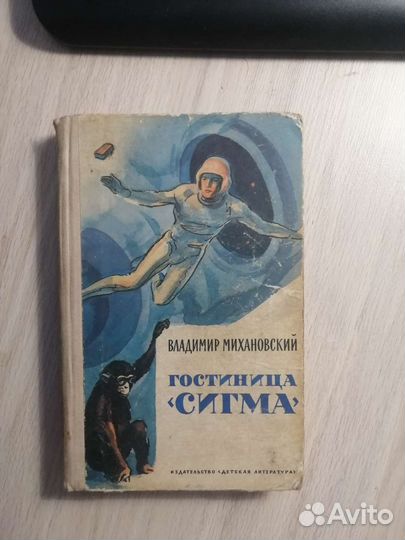 ВЛАДИМИР МИХАНОВСКИЙ
ГОСТИНИЦА
‹СИГМА›
ИЗДАТЕЛЬСТВО ‹ДЕТСКАЯ ЛИТЕРАТУРА›
Avito